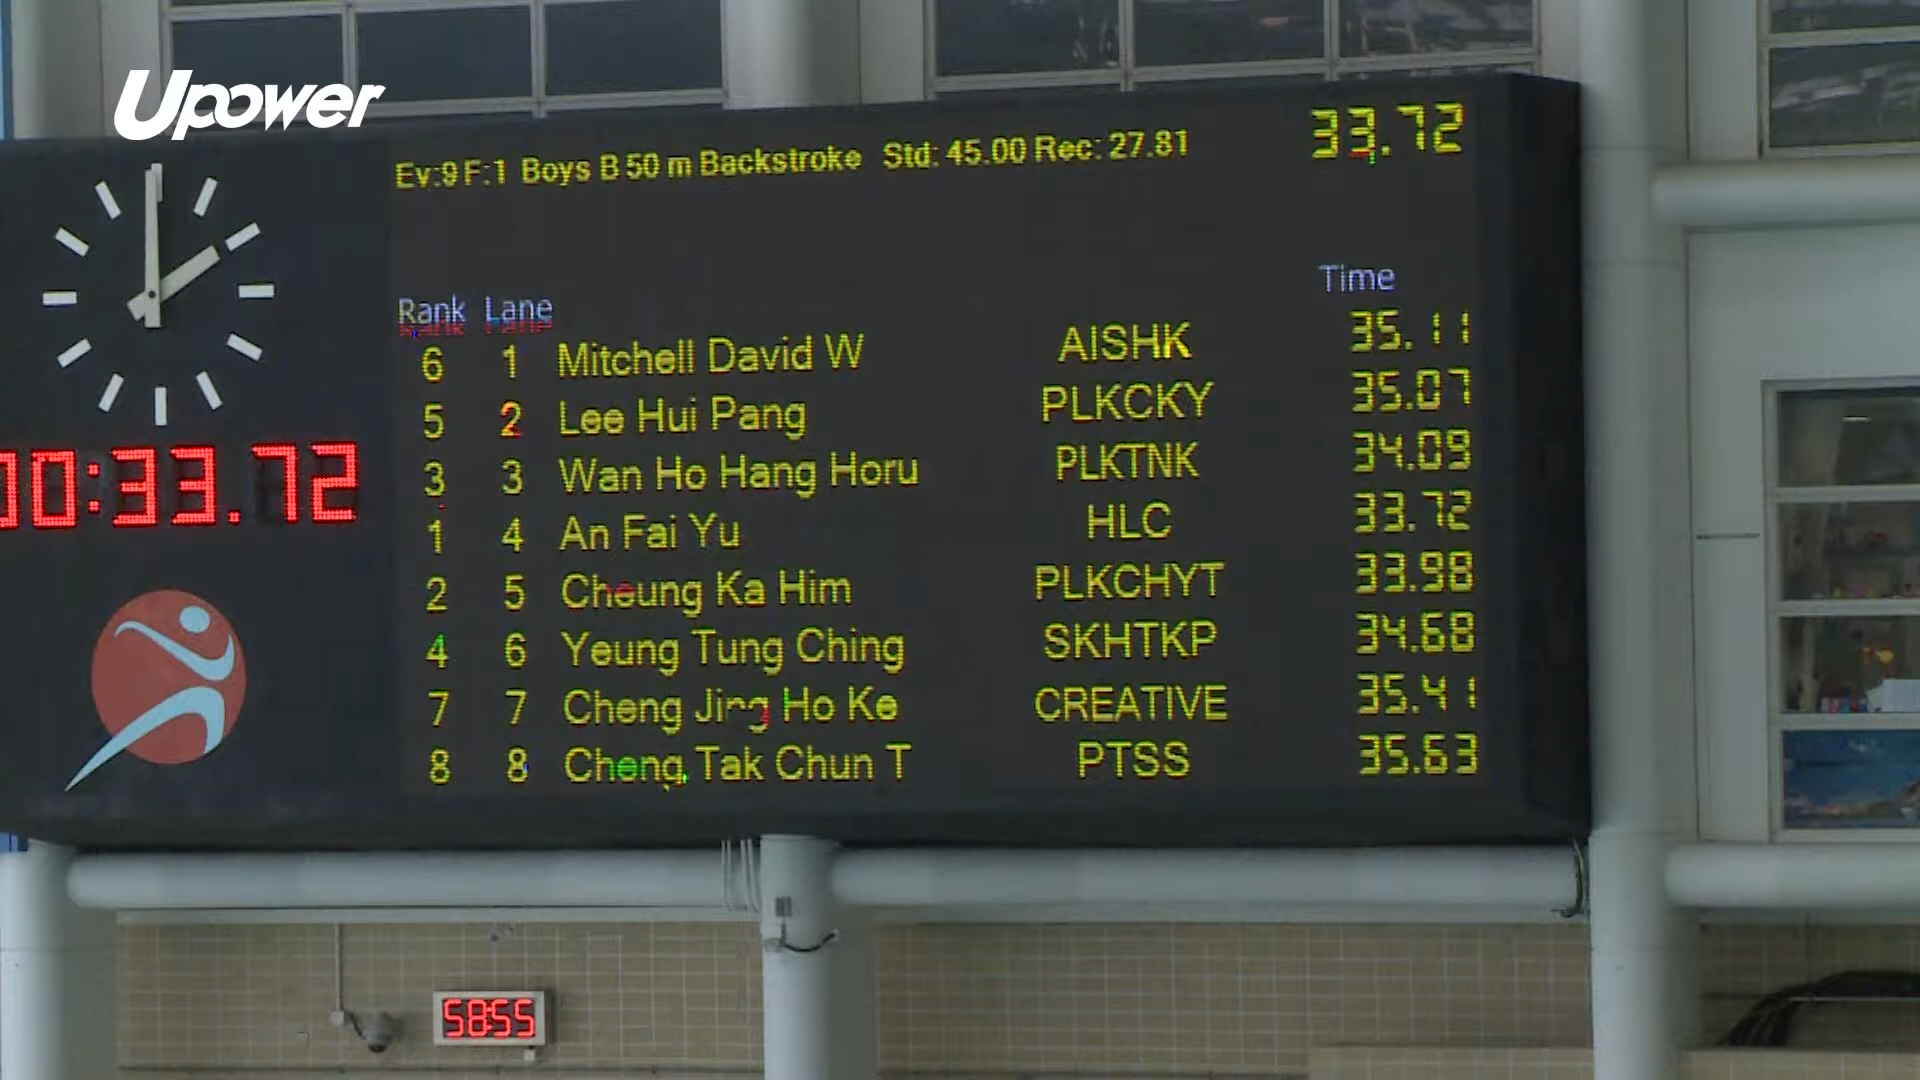 Upower
Ev:9 F:1 Boys B 50 m Backstroke Std: 45.00 Rec: 27.81 33.72
Rank Lane Time
6 1 Mitchell David W AISHK 35.11
5 2 Lee Hui Pang PLKCKY 35.07
3 3 Wan Ho Hang Horu PLKTNK 34.09
1 4 An Fai Yu HLC 33.72
2 5 Cheung Ka Him PLKCHYT 33.98
4 6 Yeung Tung Ching SKHTKP 34.68
7 7 Cheng Jing Ho Ke CREATIVE 35.41
8 8 Cheng Tak Chun T PTSS 35.63
00:33.72
58:55